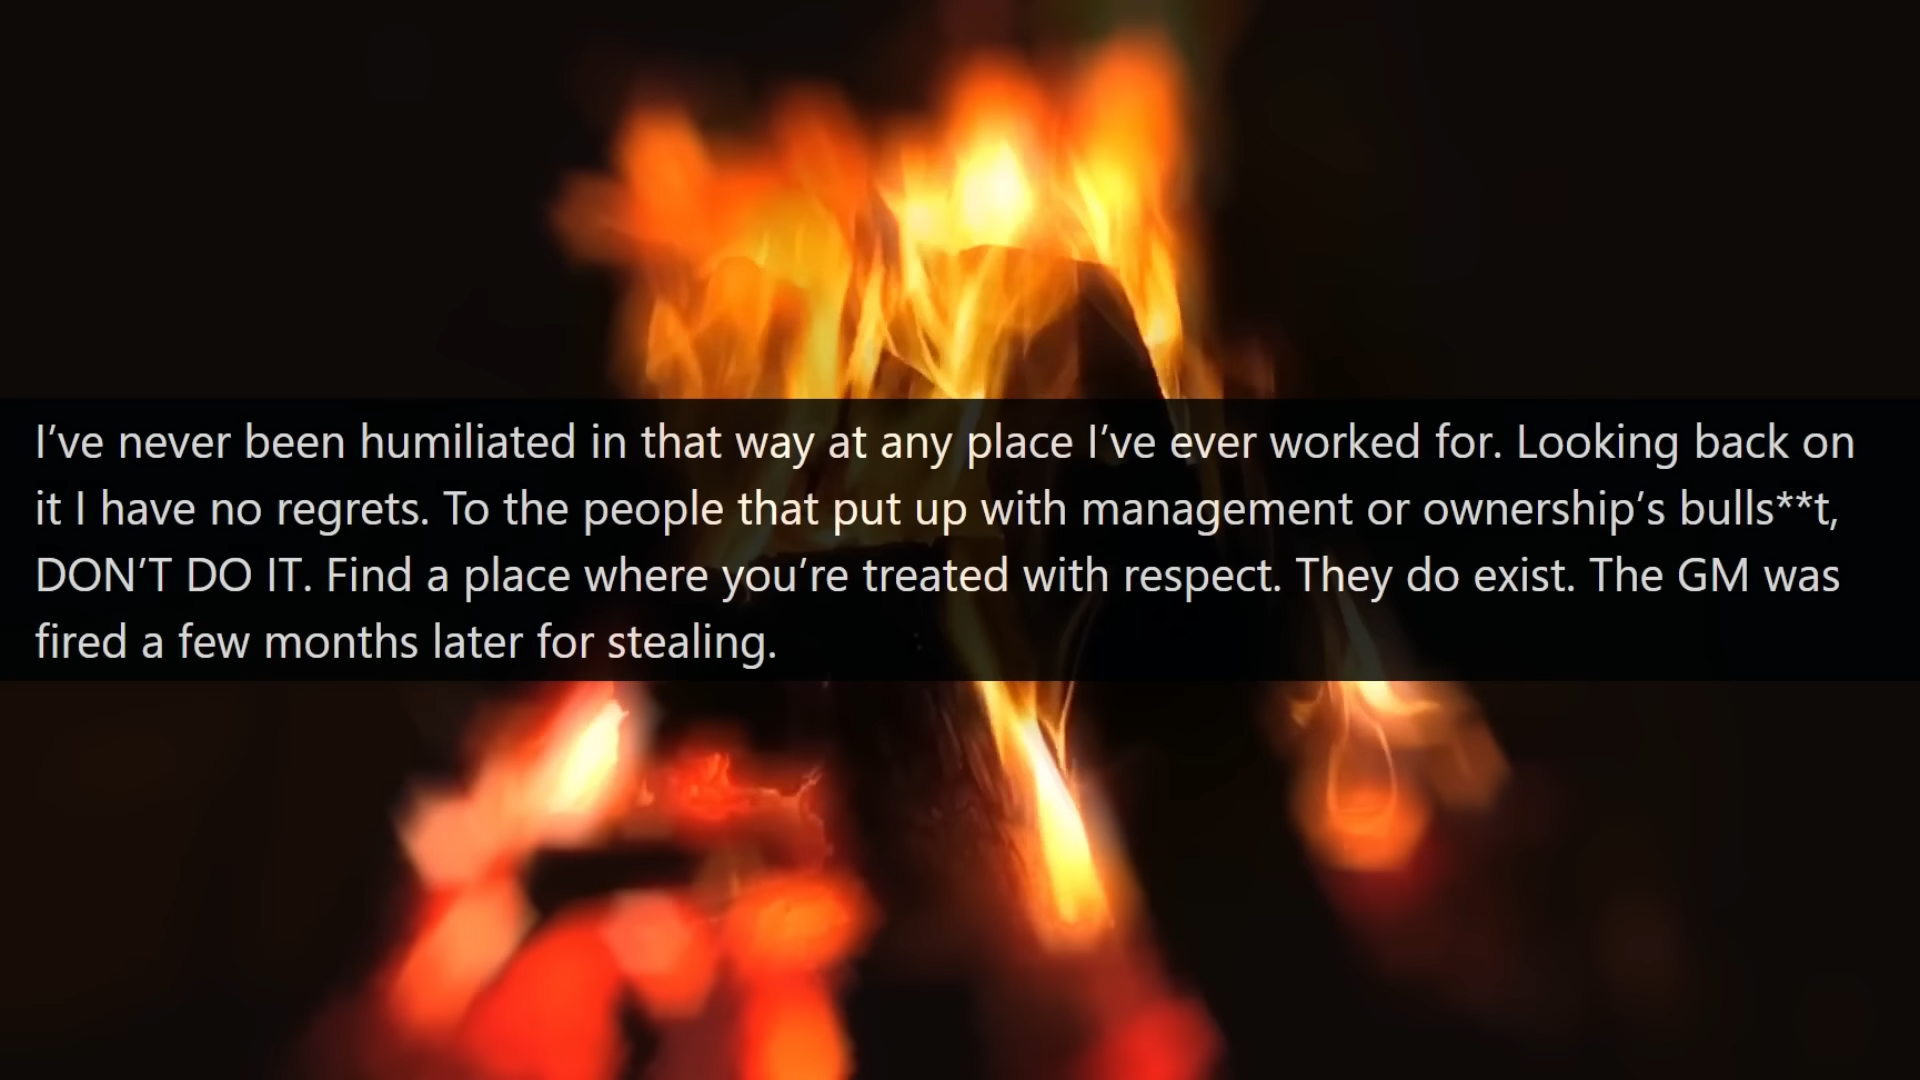 I’ve never been humiliated in that way at any place I’ve ever worked for. Looking back on
it I have no regrets. To the people that put up with management or ownership’s bulls**t,
DON’T DO IT. Find a place where you’re treated with respect. They do exist. The GM was
fired a few months later for stealing.